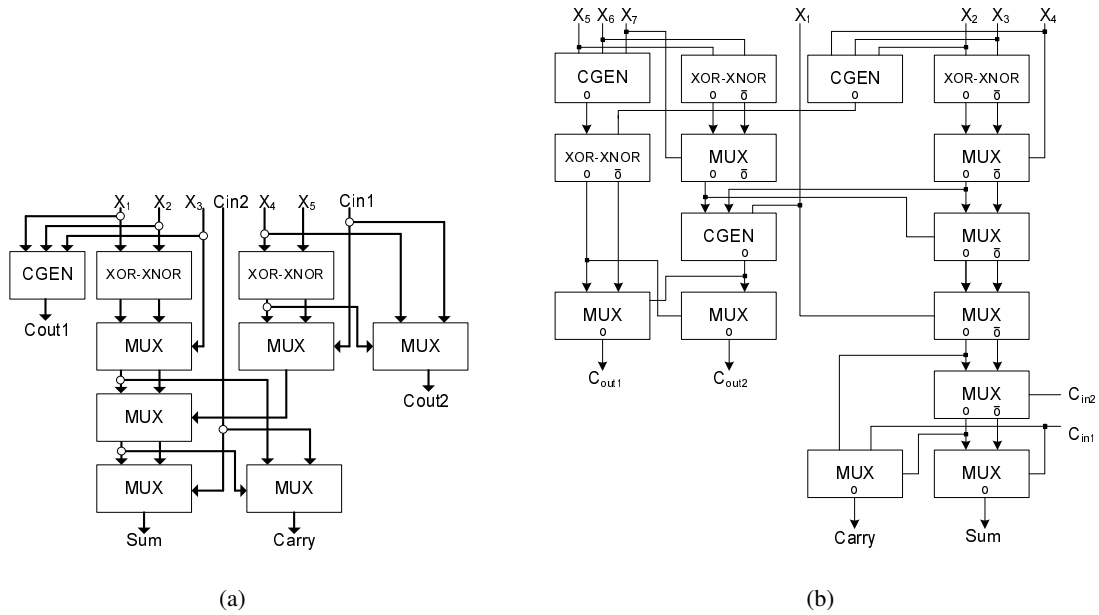 X5 X6 X7 X1 X2 X3 X4
CGEN XOR-XNOR CGEN XOR-XNOR
o o o̅ o o o̅
XOR-XNOR MUX MUX
o o̅ o o̅ o o̅
X1 X2 X3 Cin2 X4 X5 Cin1
CGEN MUX
o o o̅
CGEN XOR-XNOR XOR-XNOR
MUX MUX MUX
o o o o̅
Cout1
MUX MUX MUX
Cout1 Cout2
Cout2
MUX Cin2
o o̅
MUX
Cin1
MUX MUX
MUX MUX
o o
Sum Carry
Carry Sum
(a) (b)